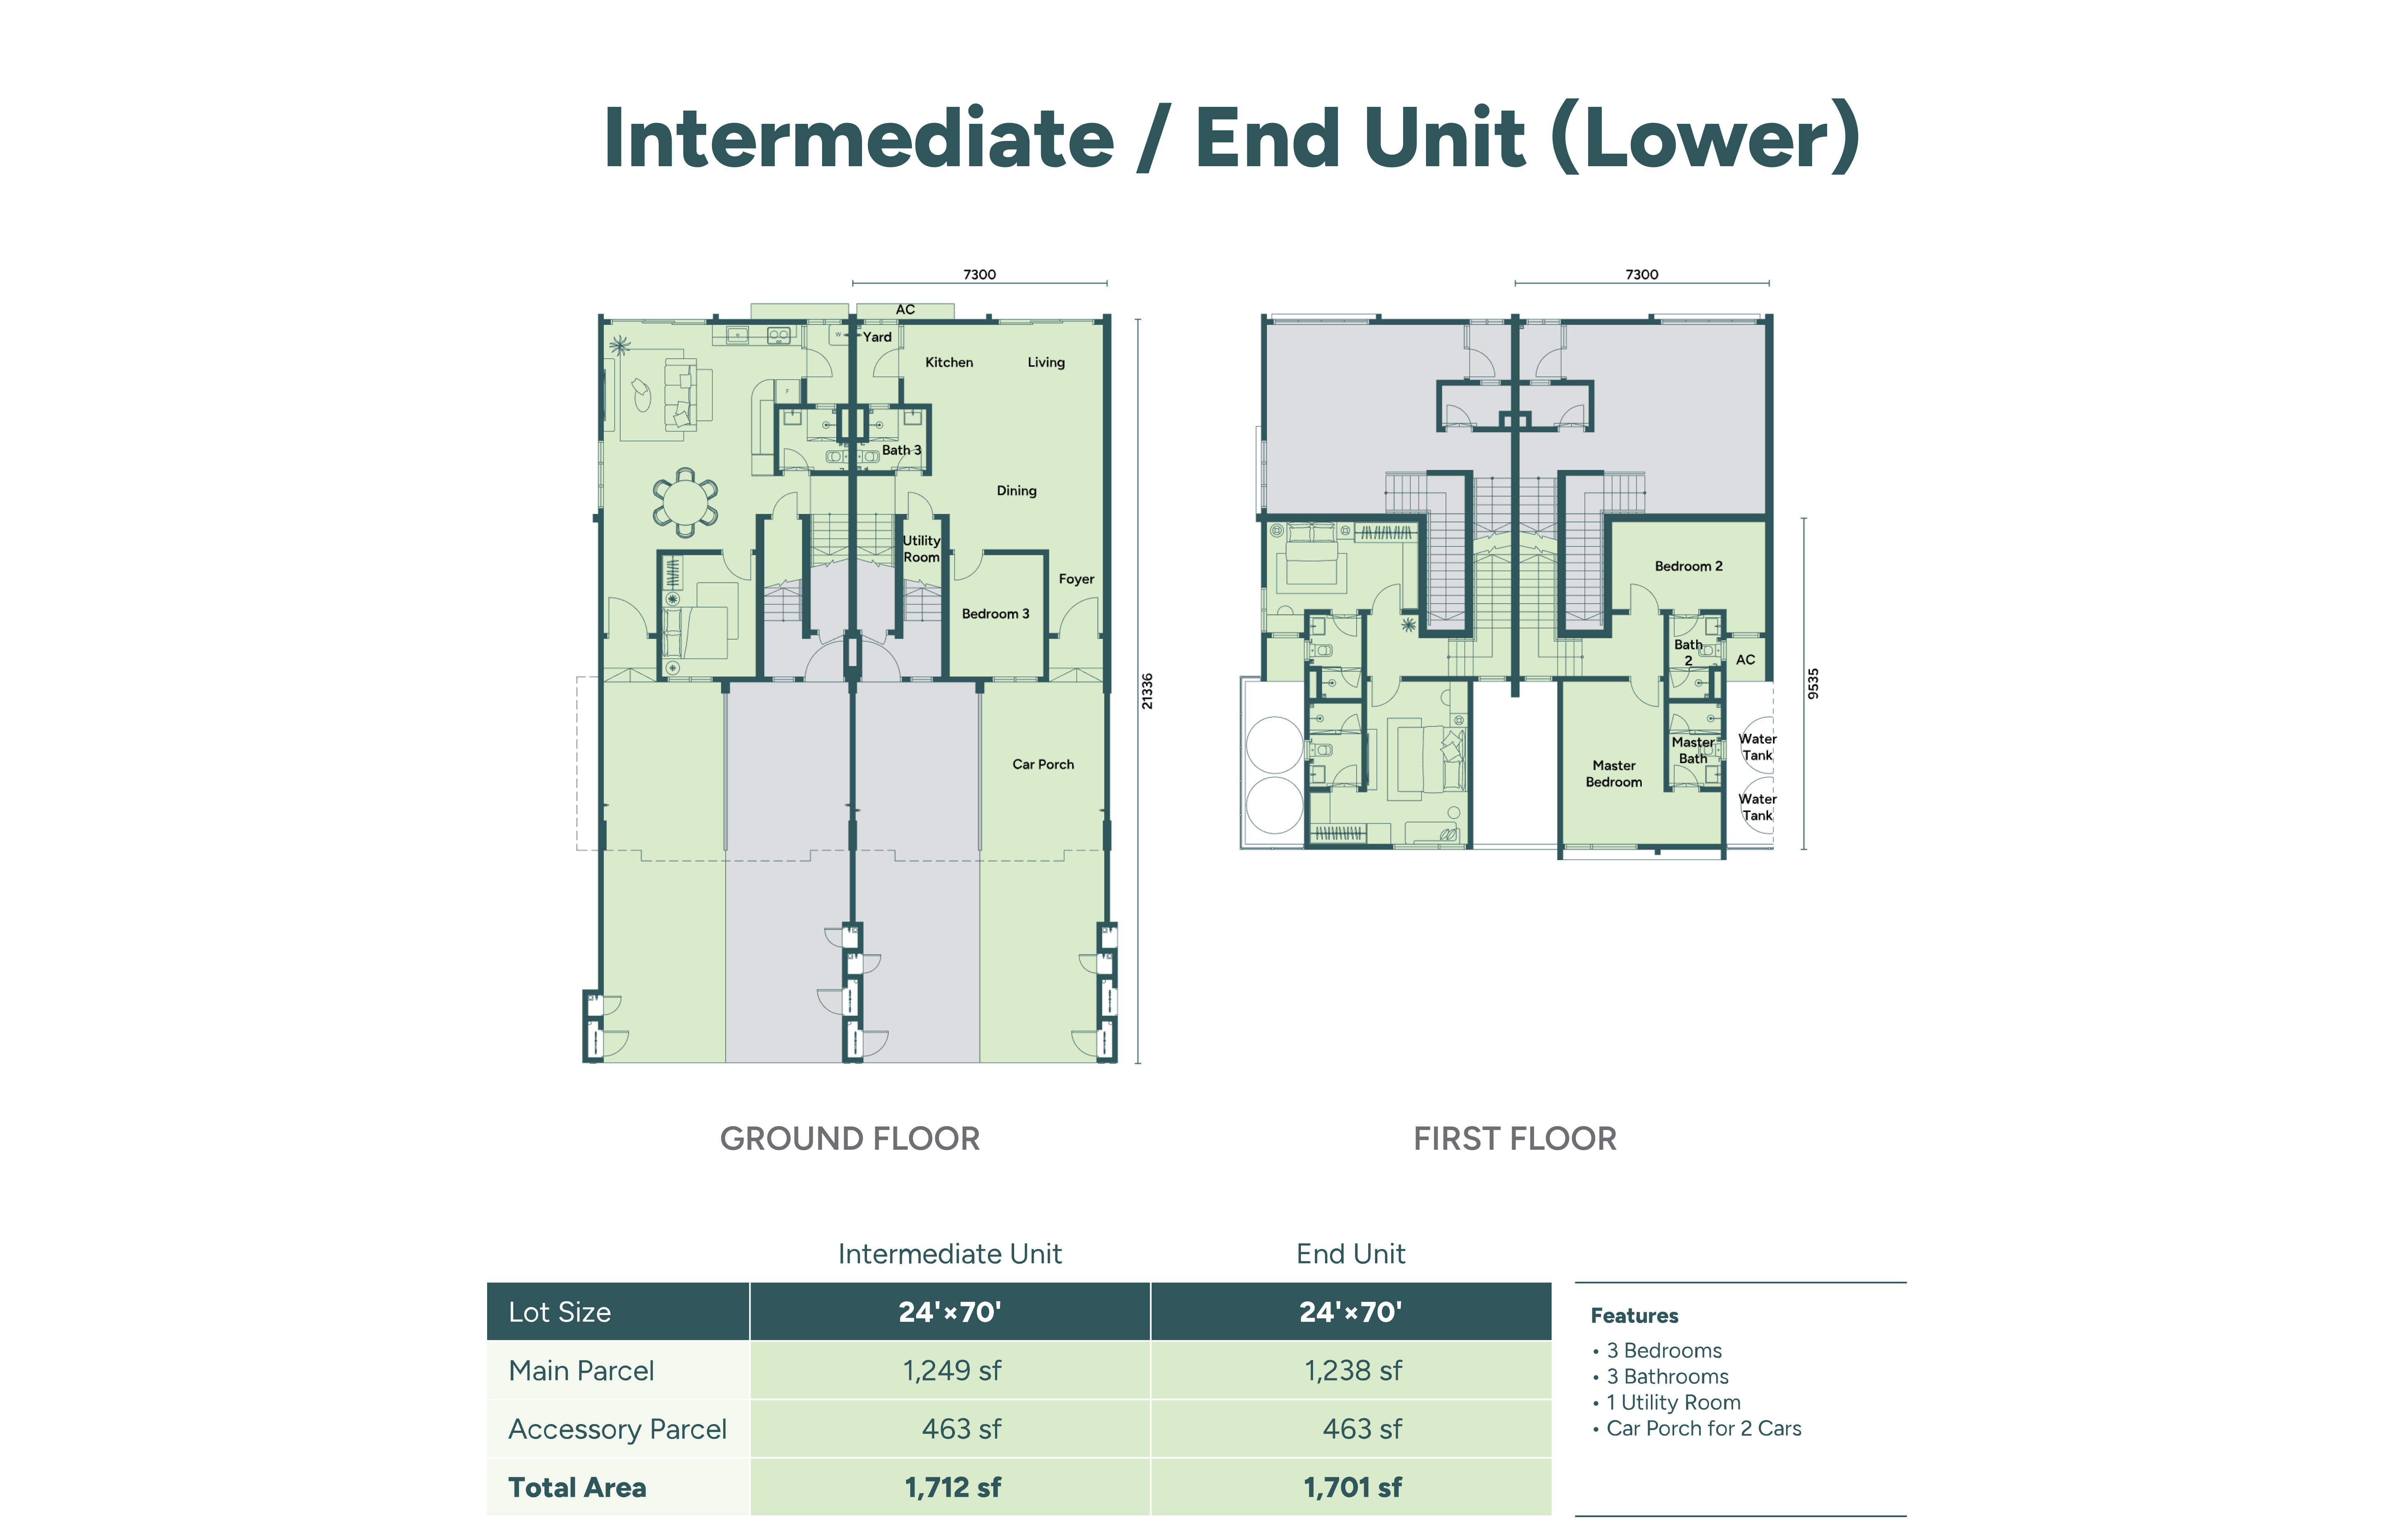 Intermediate / End Unit (Lower)
7300
AC
Yard
Kitchen
Living
W
F
Bath 3
Dining
Utility
Room
Foyer
Bedroom 3
21336
Car Porch
GROUND FLOOR
7300
Bedroom 2
Bath
2
AC
9535
Master
Bath
Water
Tank
Master
Bedroom
Water
Tank
FIRST FLOOR
Intermediate Unit End Unit
Lot Size 24'×70' 24'×70'
Main Parcel 1,249 sf 1,238 sf
Accessory Parcel 463 sf 463 sf
Total Area 1,712 sf 1,701 sf
Features
• 3 Bedrooms
• 3 Bathrooms
• 1 Utility Room
• Car Porch for 2 Cars